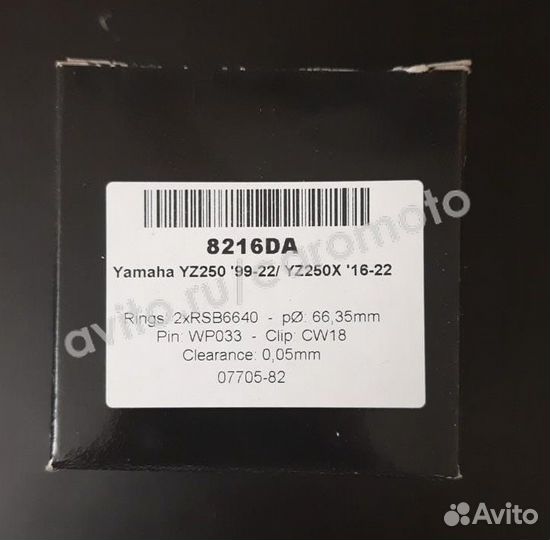 8216DA
Yamaha YZ250 '99-22/ YZ250X '16-22
Rings: 2xRSB6640 - pØ: 66,35mm
Pin: WP033 - Clip: CW18
Clearance: 0,05mm
07705-82
avito.ru/caromoto
Avito